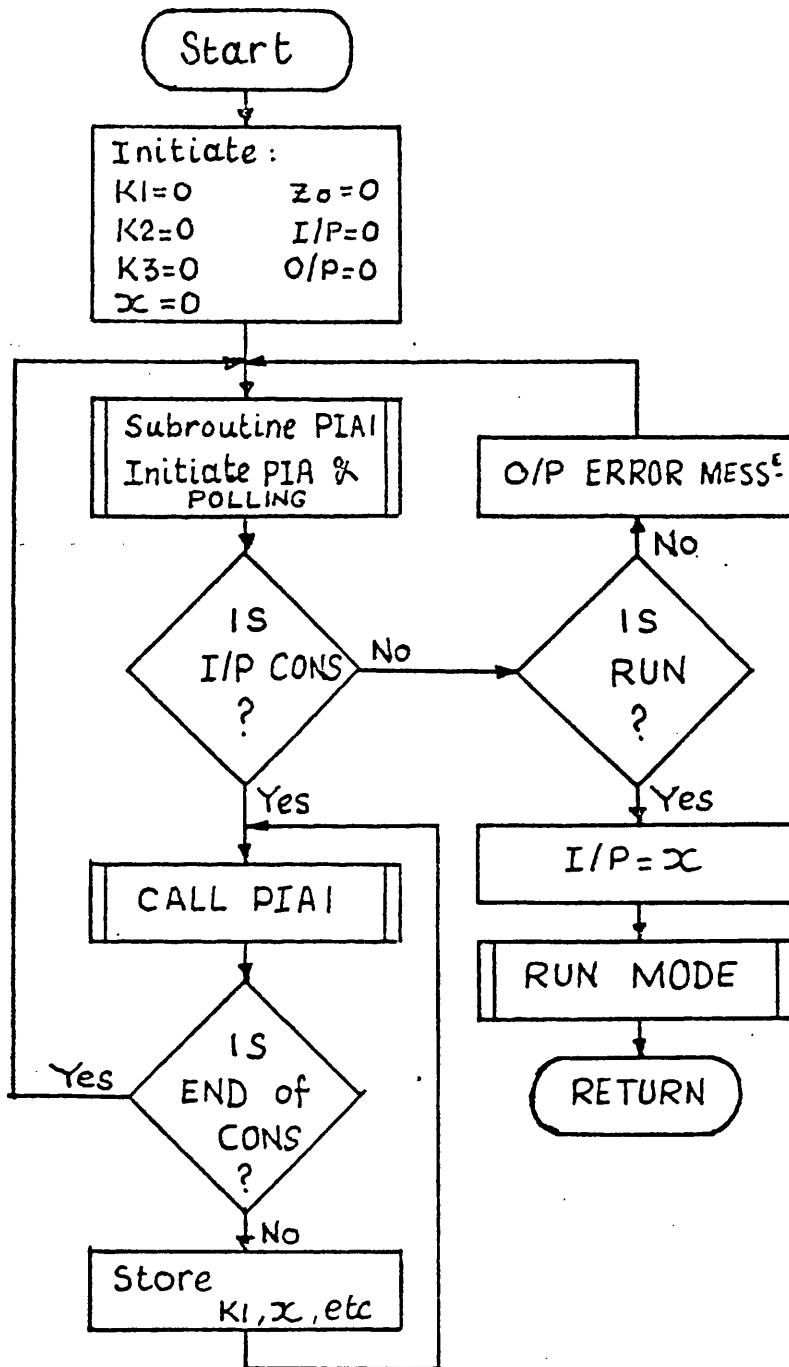 Start
Initiate :
K1=0 Zo=0
K2=0 I/P=0
K3=0 O/P=0
x=0
Subroutine PIA1
Initiate PIA &
POLLING
O/P ERROR MESSE
IS
I/P CONS
?
No
IS
RUN
?
No
Yes
Yes
CALL PIA1
I/P=x
RUN MODE
RETURN
IS
END of
CONS
?
Yes
No
Store
K1, x, etc